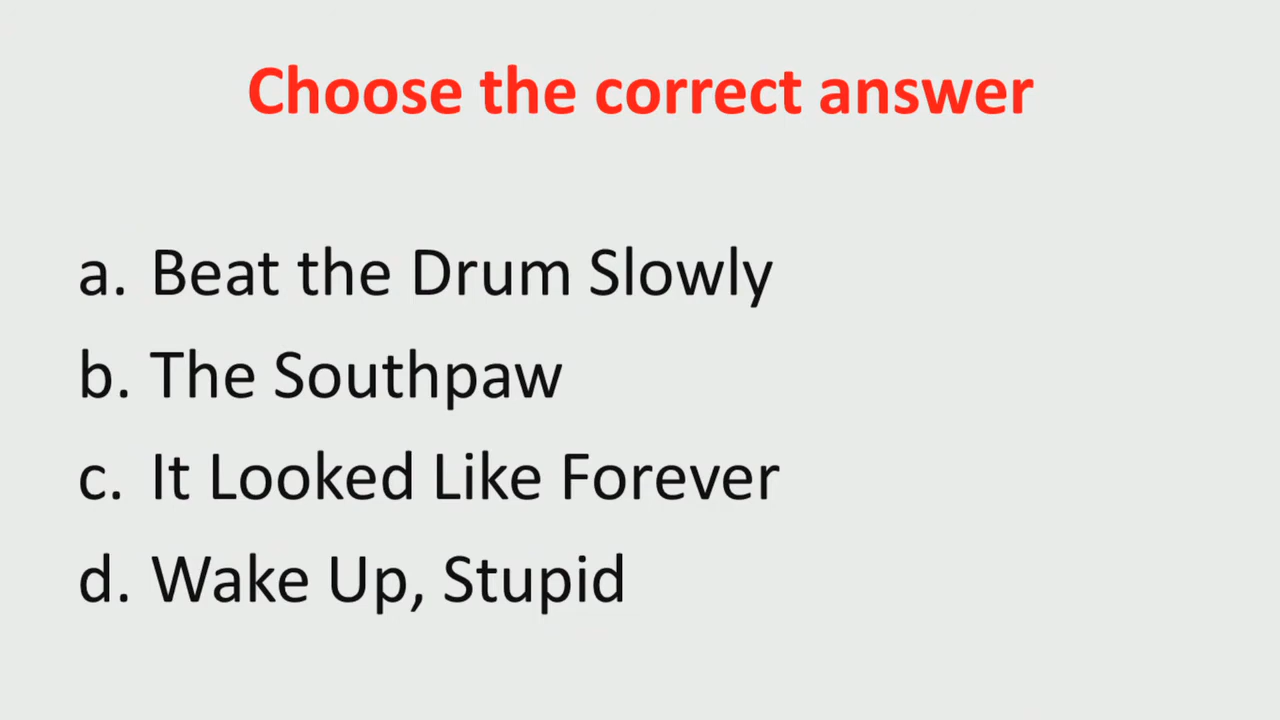 Choose the correct answer
a. Beat the Drum Slowly
b. The Southpaw
c. It Looked Like Forever
d. Wake Up, Stupid